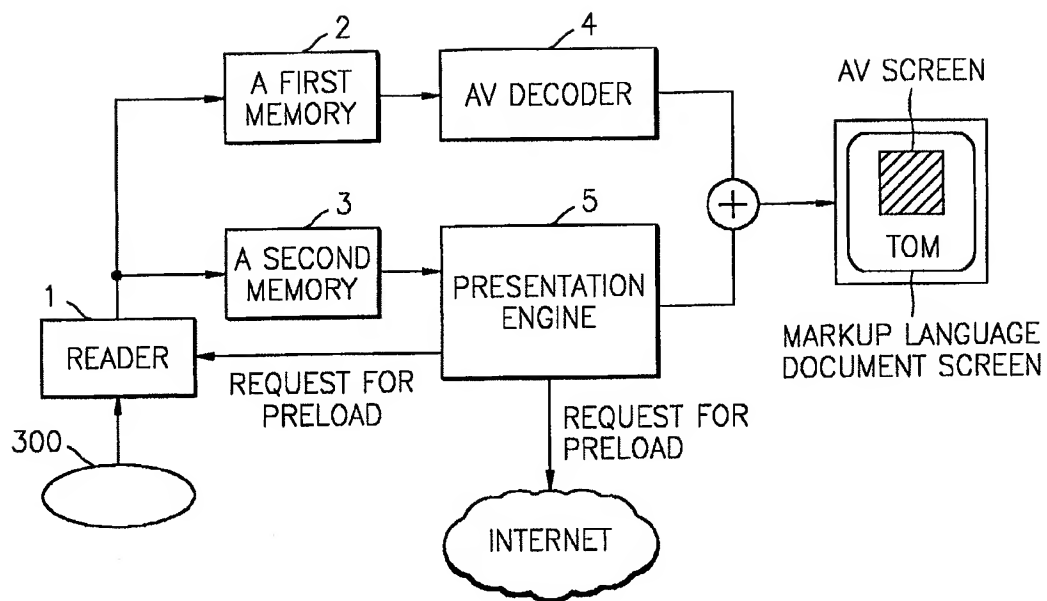 2
A FIRST
MEMORY
4
AV DECODER
AV SCREEN
3
A SECOND
MEMORY
5
PRESENTATION
ENGINE
TOM
1
READER
REQUEST FOR
PRELOAD
MARKUP LANGUAGE
DOCUMENT SCREEN
REQUEST FOR
PRELOAD
300
INTERNET